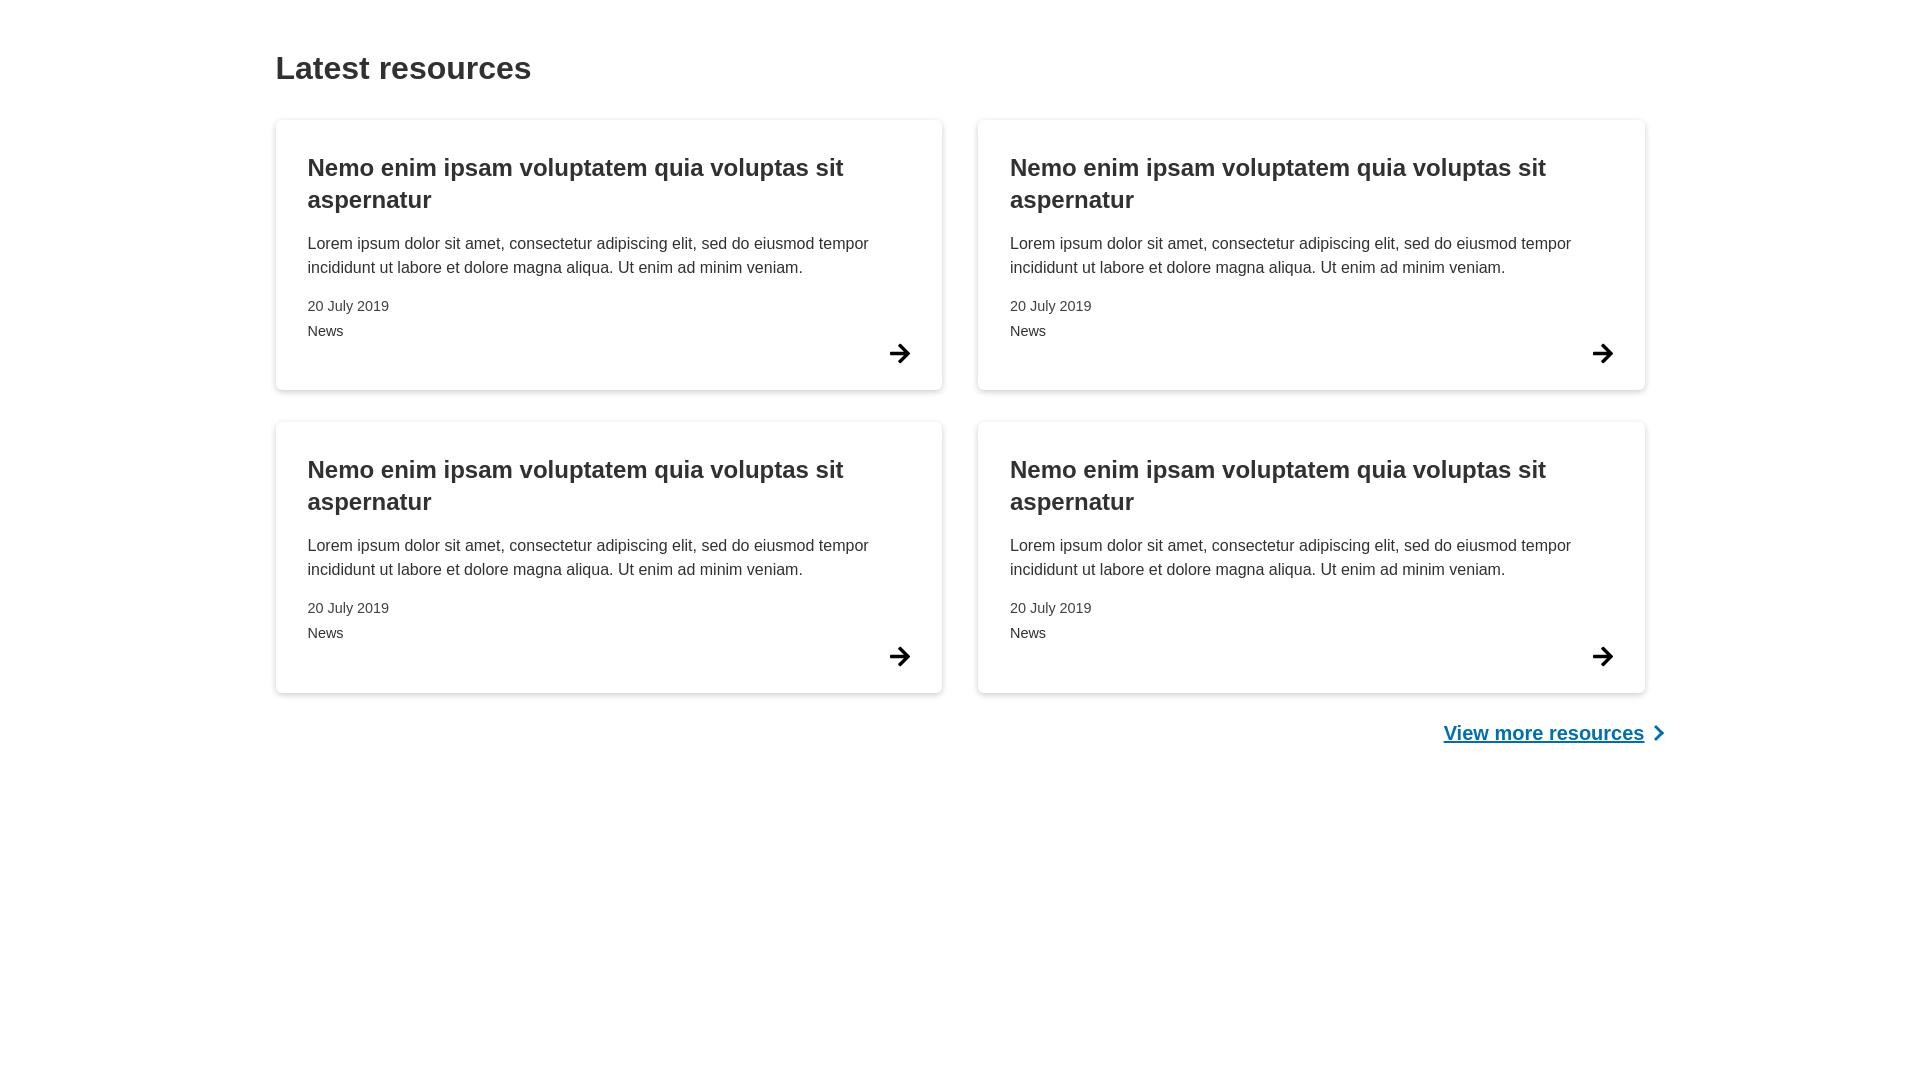 Latest resources
Nemo enim ipsam voluptatem quia voluptas sit
aspernatur
Lorem ipsum dolor sit amet, consectetur adipiscing elit, sed do eiusmod tempor
incididunt ut labore et dolore magna aliqua. Ut enim ad minim veniam.
20 July 2019
News
Nemo enim ipsam voluptatem quia voluptas sit
aspernatur
Lorem ipsum dolor sit amet, consectetur adipiscing elit, sed do eiusmod tempor
incididunt ut labore et dolore magna aliqua. Ut enim ad minim veniam.
20 July 2019
News
Nemo enim ipsam voluptatem quia voluptas sit
aspernatur
Lorem ipsum dolor sit amet, consectetur adipiscing elit, sed do eiusmod tempor
incididunt ut labore et dolore magna aliqua. Ut enim ad minim veniam.
20 July 2019
News
Nemo enim ipsam voluptatem quia voluptas sit
aspernatur
Lorem ipsum dolor sit amet, consectetur adipiscing elit, sed do eiusmod tempor
incididunt ut labore et dolore magna aliqua. Ut enim ad minim veniam.
20 July 2019
News
View more resources